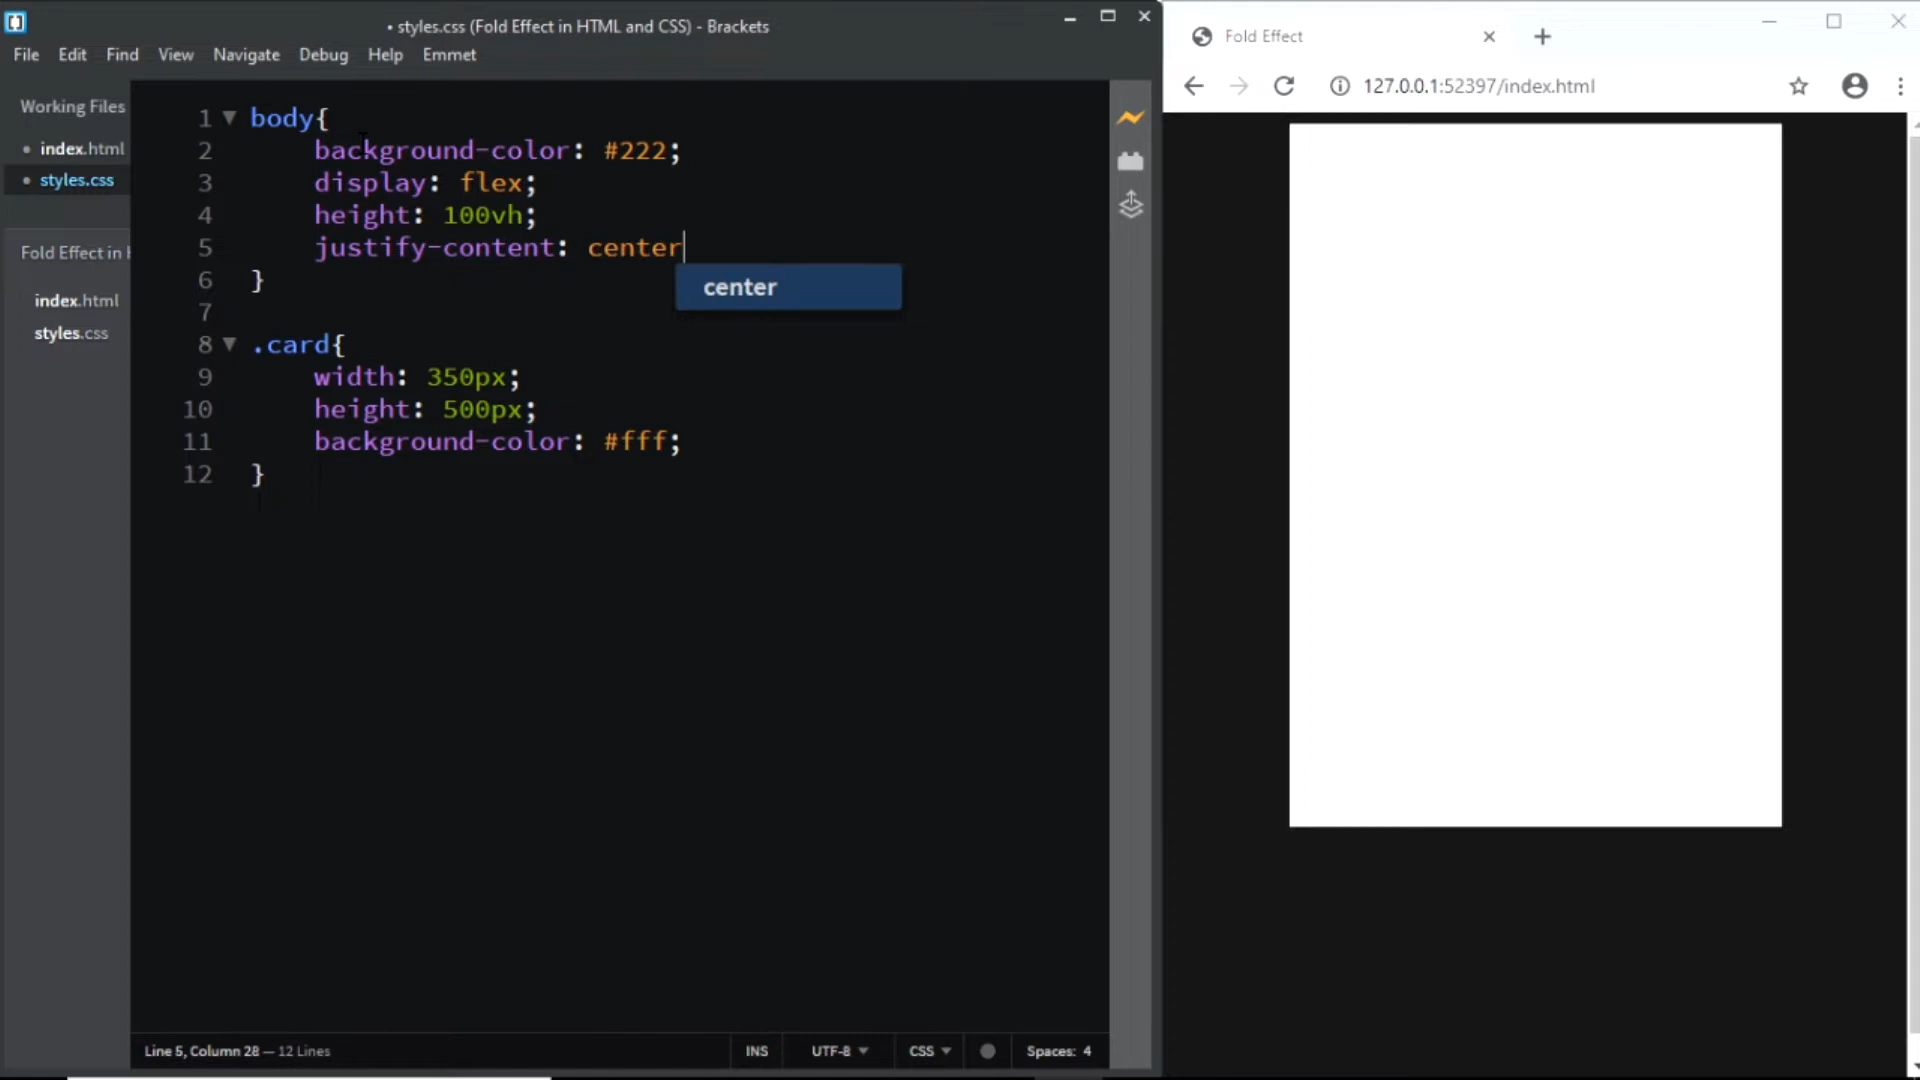 • styles.css (Fold Effect in HTML and CSS) - Brackets
File Edit Find View Navigate Debug Help Emmet
Working Files
• index.html
• styles.css
Fold Effect in
index.html
styles.css
1 body{
2 background-color: #222;
3 display: flex;
4 height: 100vh;
5 justify-content: center
center
6 }
7
8 .card{
9 width: 350px;
10 height: 500px;
11 background-color: #fff;
12 }
Line 5, Column 28 — 12 Lines
INS UTF-8 CSS Spaces: 4
Fold Effect
127.0.0.1:52397/index.html